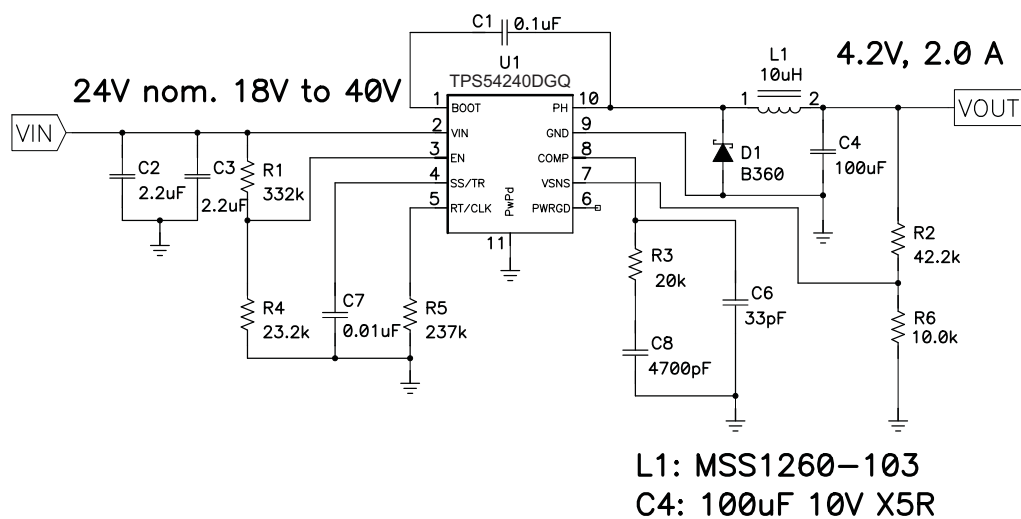 C1
0.1uF
U1
TPS54240DGQ
L1
10uH
4.2V, 2.0 A
24V nom. 18V to 40V
VIN
VOUT
1 BOOT
PH 10
2 VIN
GND 9
3 EN
COMP 8
4 SS/TR
VSNS 7
5 RT/CLK
PWRGD 6
PwPd
11
1 2
C2
2.2uF
C3
2.2uF
R1
332k
D1
B360
C4
100uF
R2
42.2k
R3
20k
R4
23.2k
C7
0.01uF
R5
237k
C6
33pF
R6
10.0k
C8
4700pF
L1: MSS1260-103
C4: 100uF 10V X5R